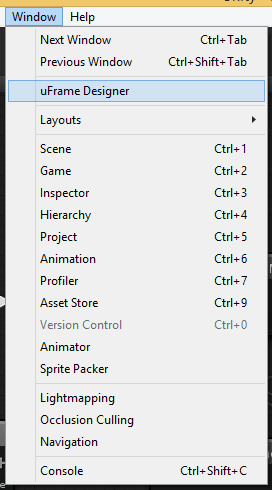 Window Help
Next Window Ctrl+Tab
Previous Window Ctrl+Shift+Tab
uFrame Designer
Layouts
Scene Ctrl+1
Game Ctrl+2
Inspector Ctrl+3
Hierarchy Ctrl+4
Project Ctrl+5
Animation Ctrl+6
Profiler Ctrl+7
Asset Store Ctrl+9
Version Control Ctrl+0
Animator
Sprite Packer
Lightmapping
Occlusion Culling
Navigation
Console Ctrl+Shift+C